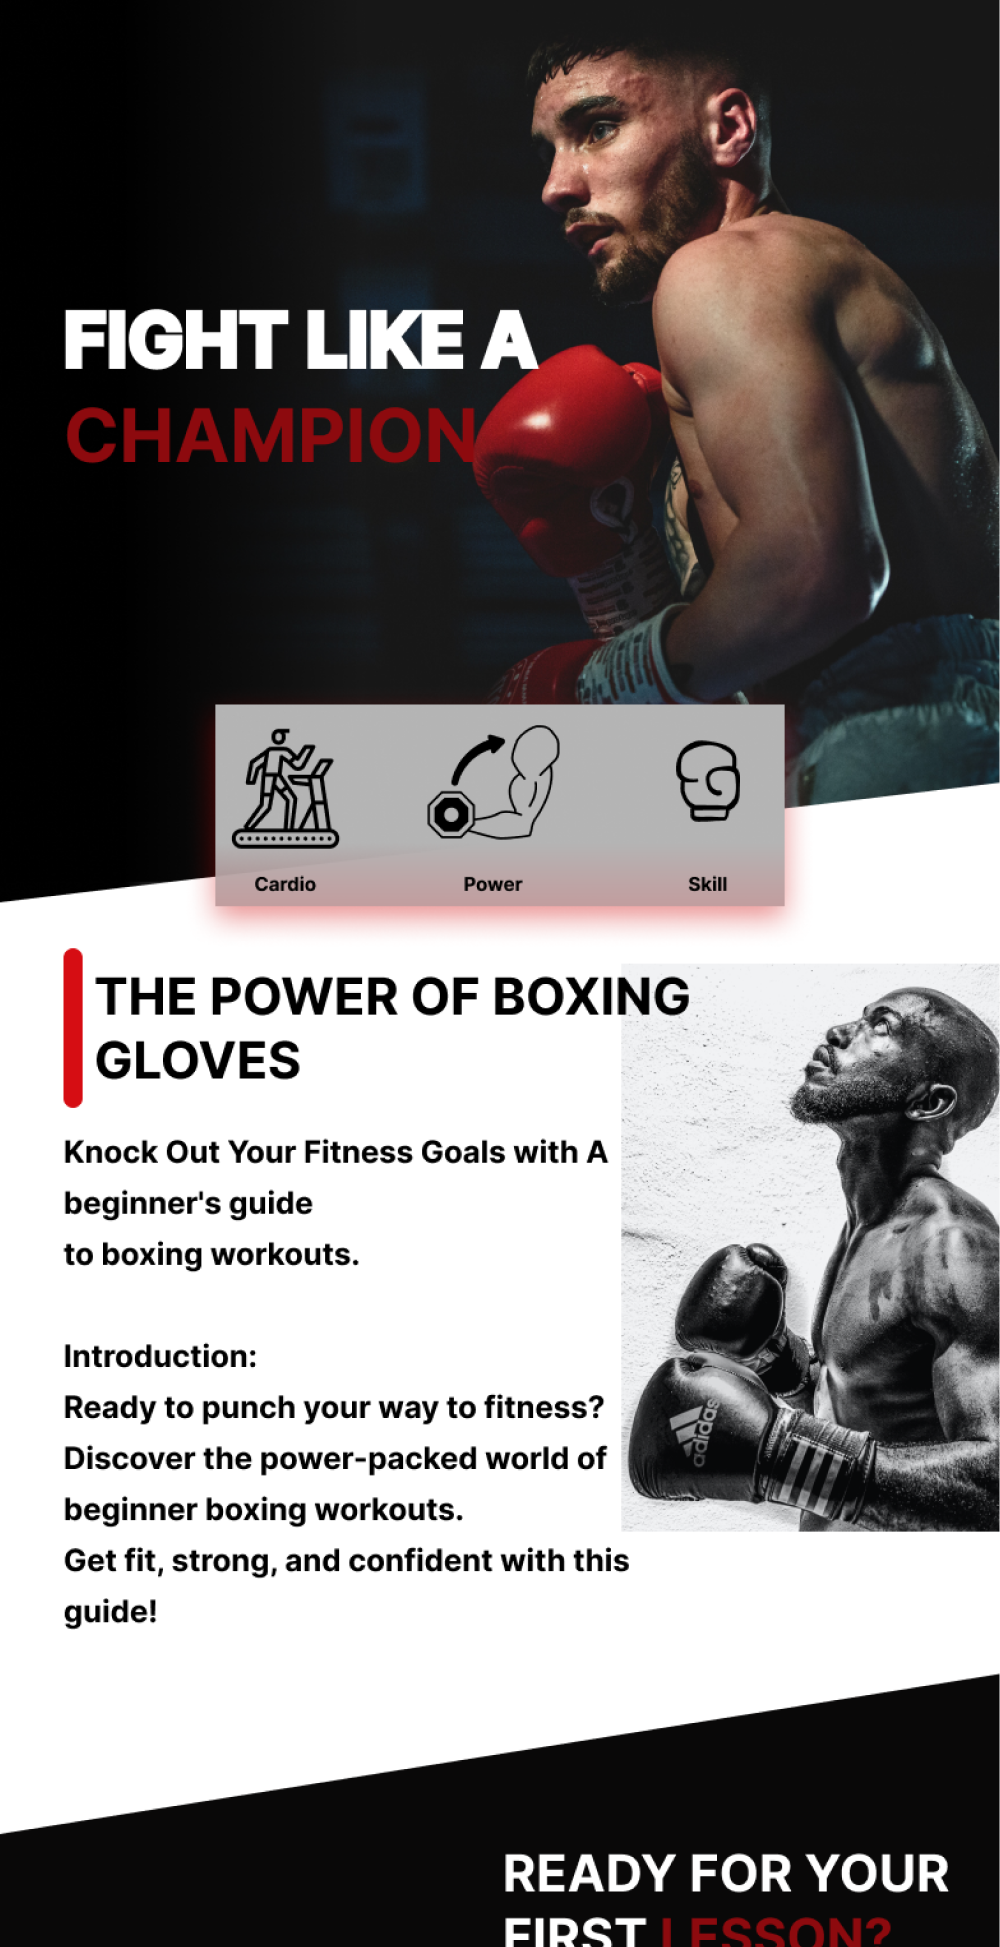 FIGHT LIKE A
CHAMPION
Cardio
Power
Skill
THE POWER OF BOXING
GLOVES
Knock Out Your Fitness Goals with A
beginner's guide
to boxing workouts.
Introduction:
Ready to punch your way to fitness?
Discover the power-packed world of
beginner boxing workouts.
Get fit, strong, and confident with this
guide!
adidas
READY FOR YOUR
FIRST LESSON?